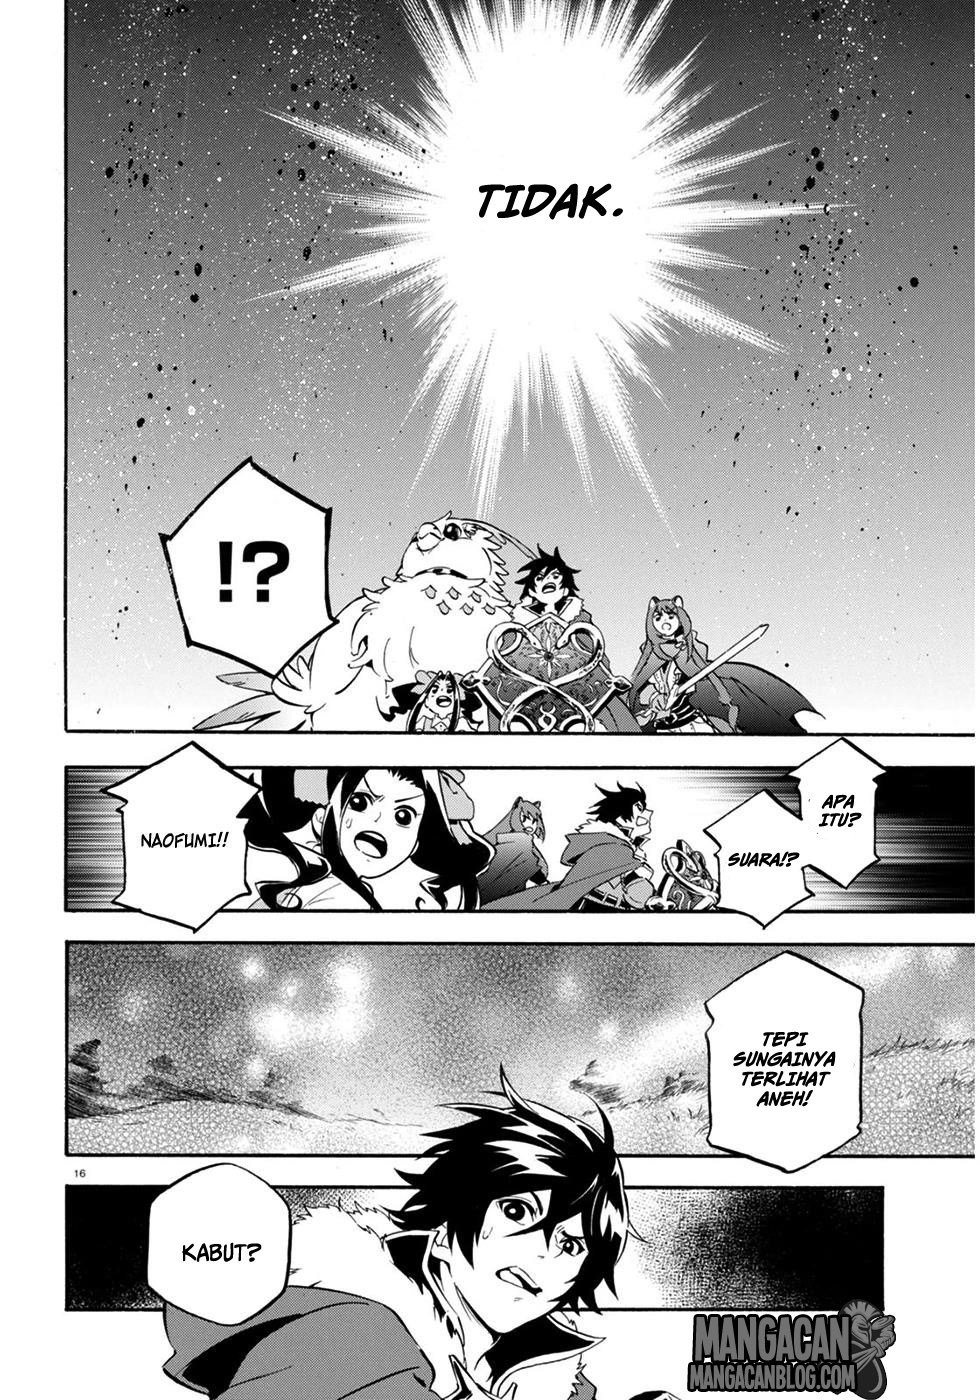 TIDAK.
!?
APA
ITU?
SUARA!?
NAOFUMI!!
TEPI
SUNGAINYA
TERLIHAT
ANEH!
16
KABUT?
MANGACAN
MANGACANBLOG.COM